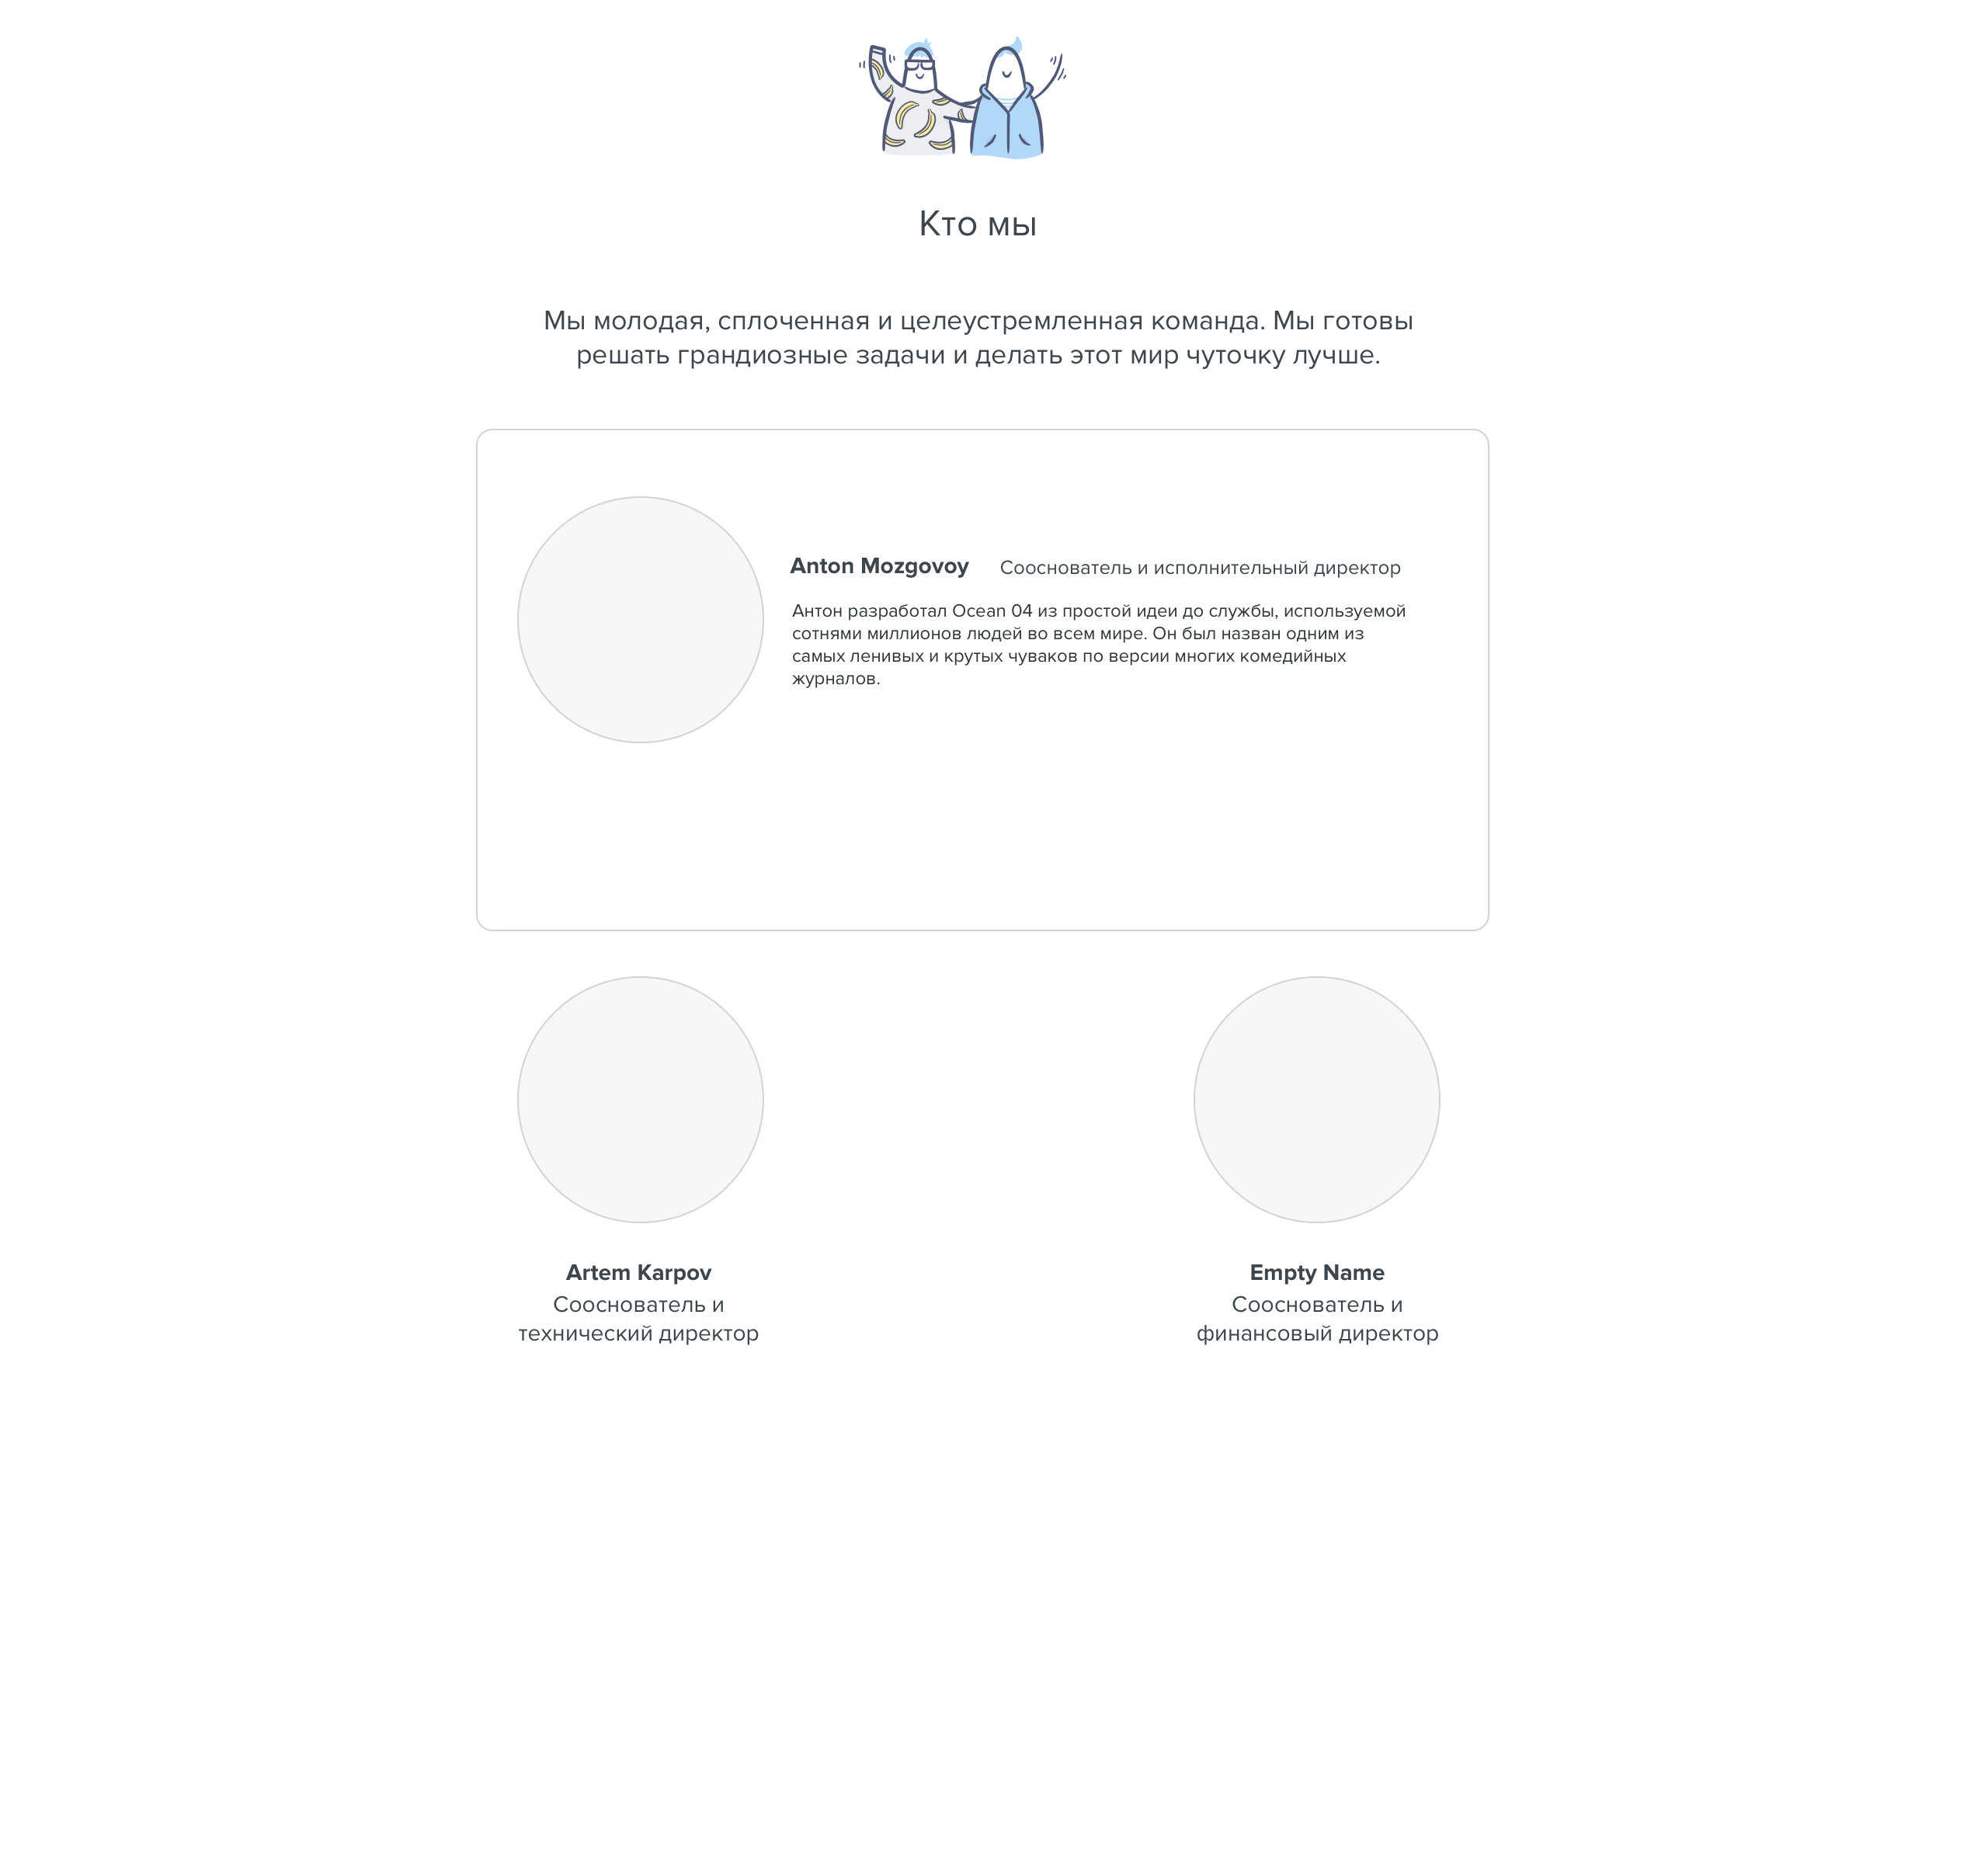 Кто мы
Мы молодая, сплоченная и целеустремленная команда. Мы готовы
решать грандиозные задачи и делать этот мир чуточку лучше.
Anton Mozgovoy Сооснователь и исполнительный директор
Антон разработал Ocean 04 из простой идеи до службы, используемой
сотнями миллионов людей во всем мире. Он был назван одним из
самых ленивых и крутых чуваков по версии многих комедийных
журналов.
Artem Karpov
Сооснователь и
технический директор
Empty Name
Сооснователь и
финансовый директор